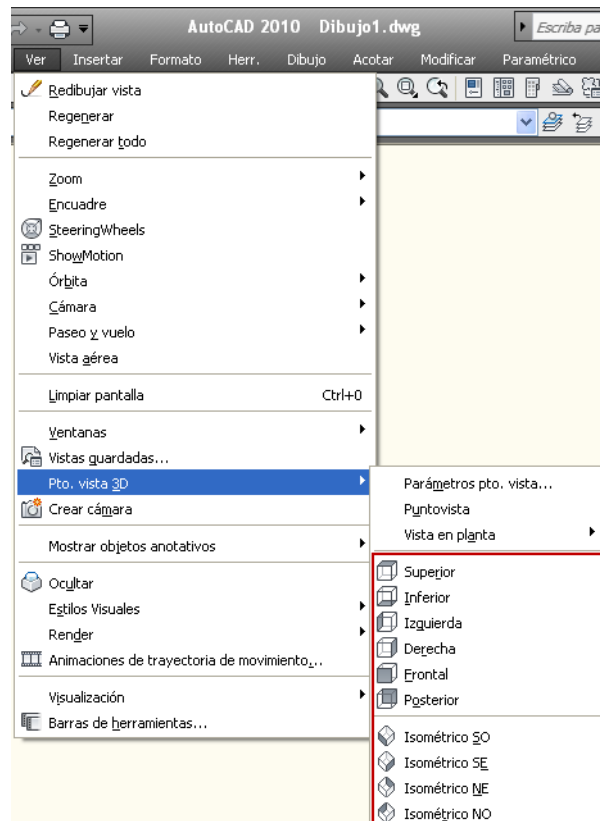 AutoCAD 2010 Dibujo1.dwg Escriba pa
Ver Insertar Formato Herr. Dibujo Acotar Modificar Paramétrico
Redibujar vista
Regenerar
Regenerar todo
Zoom
Encuadre
SteeringWheels
ShowMotion
Órbita
Cámara
Paseo y vuelo
Vista aérea
Limpiar pantalla Ctrl+0
Ventanas
Vistas guardadas...
Pto. vista 3D
Parámetros pto. vista...
Crear cámara
Puntovista
Vista en planta
Mostrar objetos anotativos
Superior
Ocultar
Inferior
Estilos Visuales
Izquierda
Render
Derecha
Animaciones de trayectoria de movimiento...
Frontal
Posterior
Visualización
Barras de herramientas...
Isométrico SO
Isométrico SE
Isométrico NE
Isométrico NO